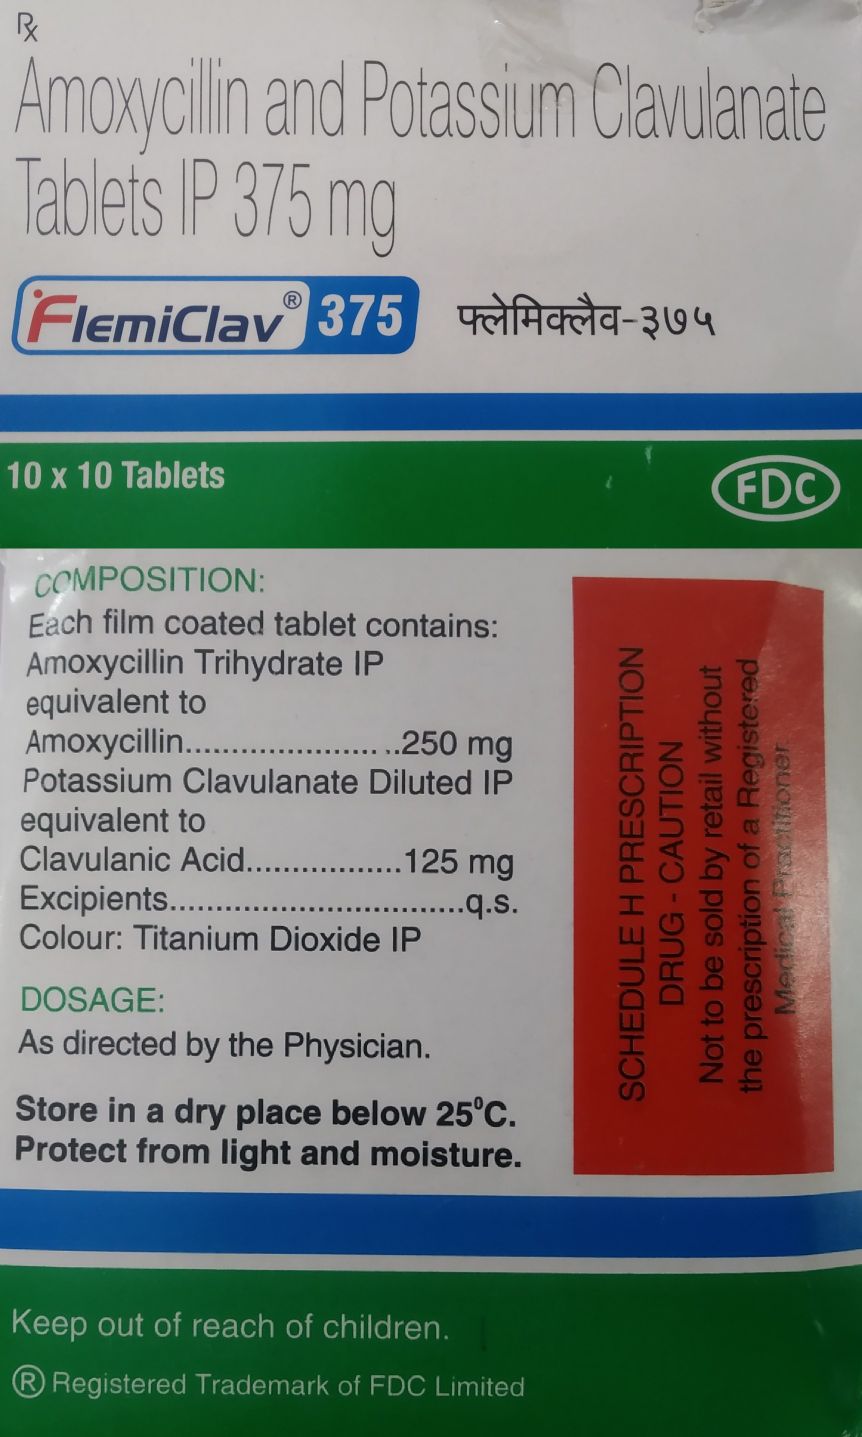 Rx
Amoxycillin and Potassium Clavulanate
Tablets IP 375 mg
FlemiClav® 375 फ्लेमिक्लैव-३७५
10 x 10 Tablets
FDC
COMPOSITION:
Each film coated tablet contains:
Amoxycillin Trihydrate IP
equivalent to
Amoxycillin.......................250 mg
Potassium Clavulanate Diluted IP
equivalent to
Clavulanic Acid.................125 mg
Excipients................................q.s.
Colour: Titanium Dioxide IP
DOSAGE:
As directed by the Physician.
Store in a dry place below 25⁰C.
Protect from light and moisture.
SCHEDULE H PRESCRIPTION
DRUG - CAUTION
Not to be sold by retail without
the prescription of a Registered
Medical Practitioner.
Keep out of reach of children.
® Registered Trademark of FDC Limited